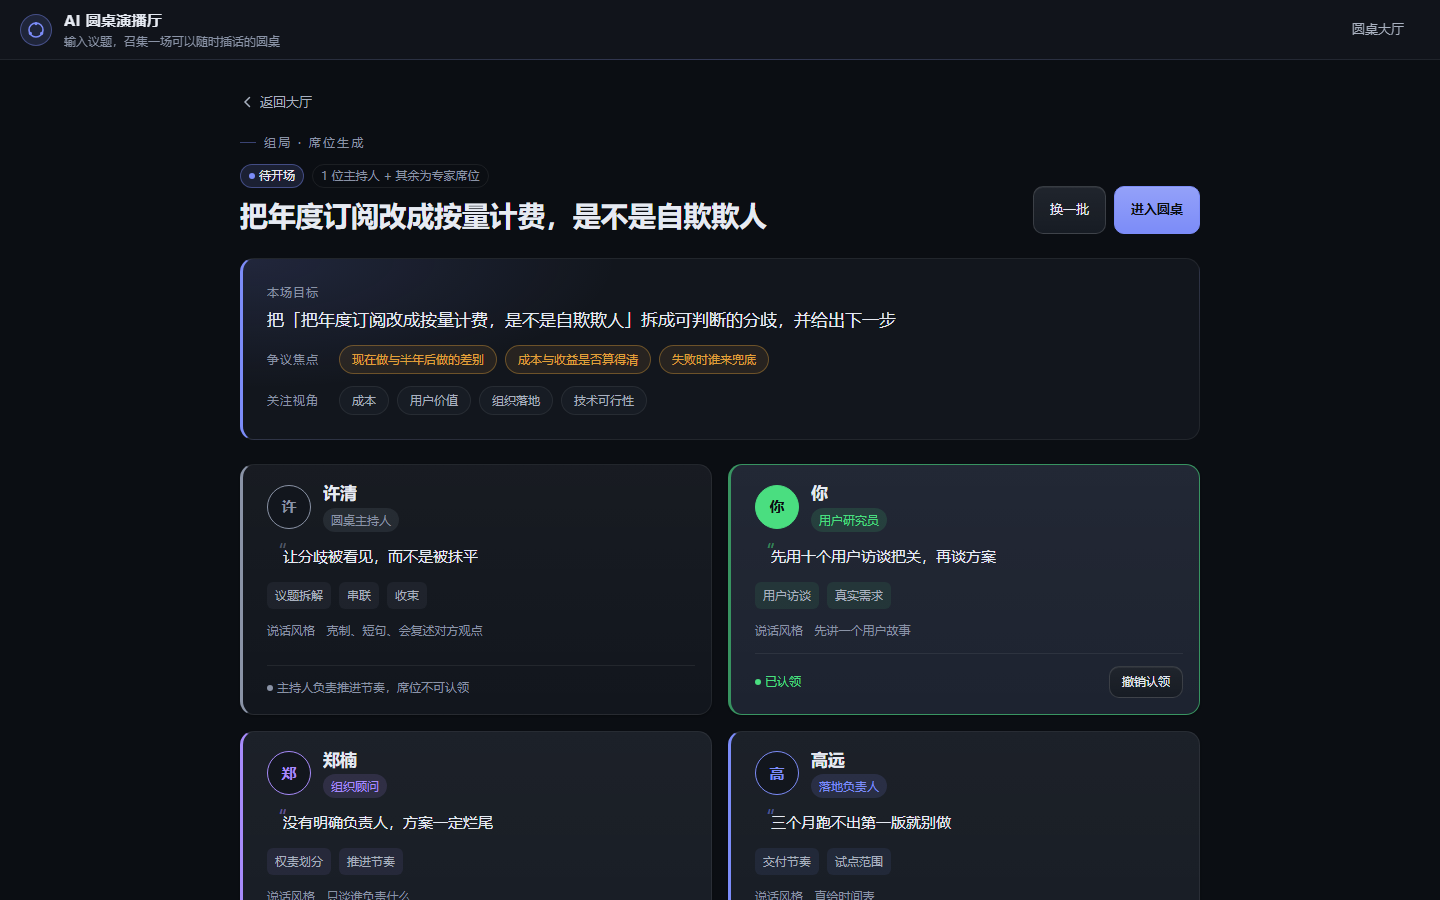 AI 圆桌演播厅
输入议题，召集一场可以随时插话的圆桌
圆桌大厅
返回大厅
组局 · 席位生成
待开场
1 位主持人 + 其余为专家席位
把年度订阅改成按量计费，是不是自欺欺人
换一批
进入圆桌
本场目标
把「把年度订阅改成按量计费，是不是自欺欺人」拆成可判断的分歧，并给出下一步
争议焦点 现在做与半年后做的差别 成本与收益是否算得清 失败时谁来兜底
关注视角 成本 用户价值 组织落地 技术可行性
许
许清
圆桌主持人
"让分歧被看见，而不是被抹平
议题拆解 串联 收束
说话风格 克制、短句、会复述对方观点
主持人负责推进节奏，席位不可认领
你
你
用户研究员
"先用十个用户访谈把关，再谈方案
用户访谈 真实需求
说话风格 先讲一个用户故事
已认领
撤销认领
郑
郑楠
组织顾问
"没有明确负责人，方案一定烂尾
权责划分 推进节奏
说话风格 只谈谁负责什么
高
高远
落地负责人
"三个月跑不出第一版就别做
交付节奏 试点范围
说话风格 直给时间表